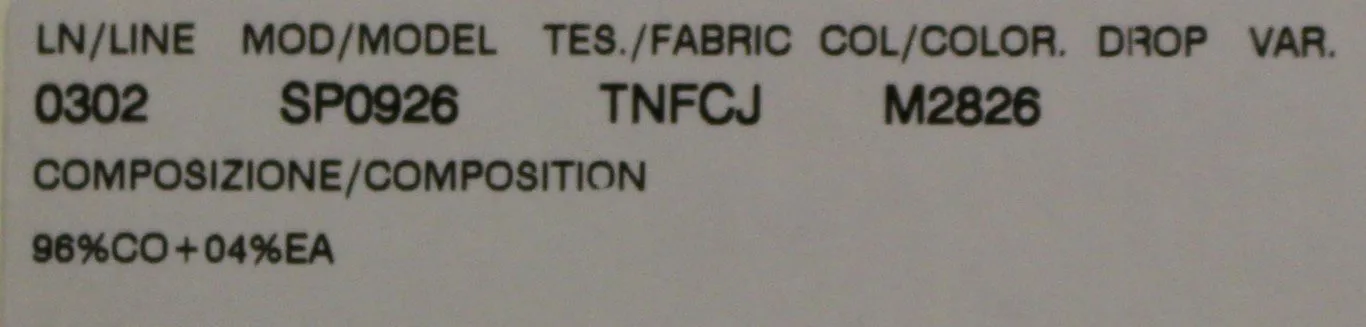 LN/LINE MOD/MODEL TES./FABRIC COL/COLOR. DROP VAR.
0302 SP0926 TNFCJ M2826
COMPOSIZIONE/COMPOSITION
96%CO+04%EA